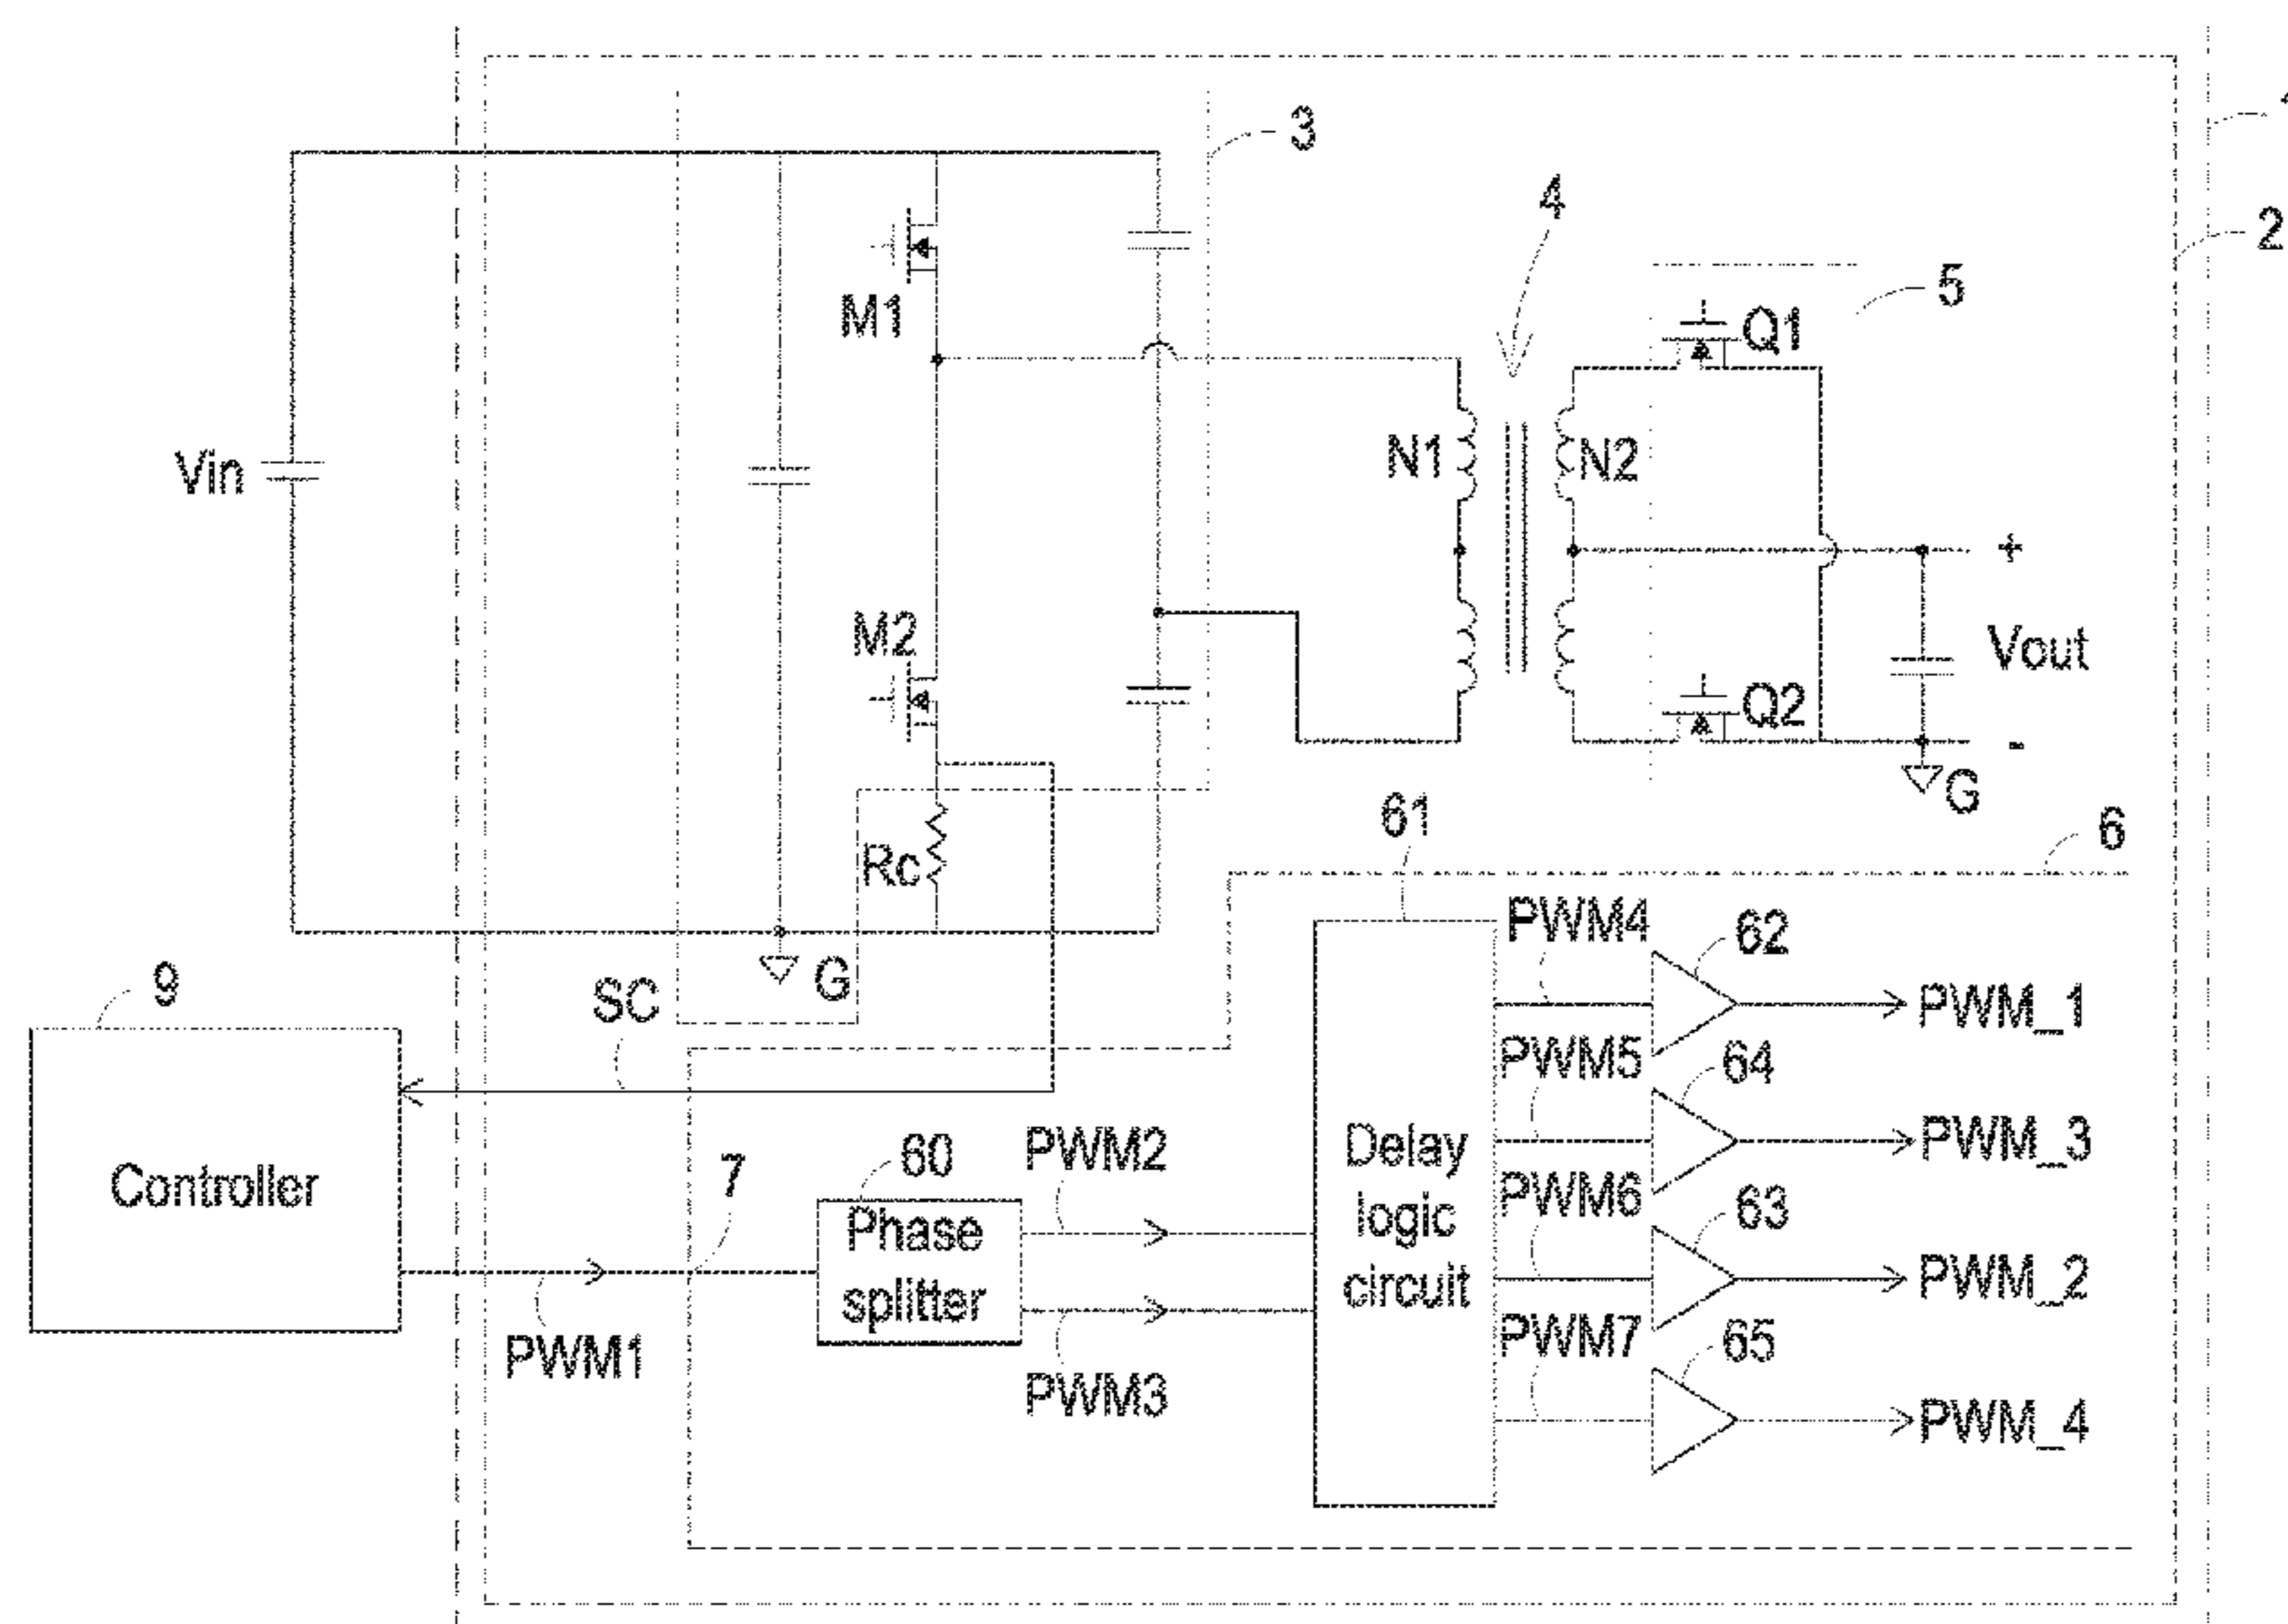 3
4
2
5
M1
Q1
Vin
N1
N2
+
M2
Vout
Q2
-
G
61
6
Rc
PWM4
62
9
SC
G
PWM_1
PWM5
64
Controller
7
60
PWM2
Delay
logic
circuit
PWM_3
Phase
splitter
PWM6
63
PWM_2
PWM1
PWM3
PWM7
65
PWM_4